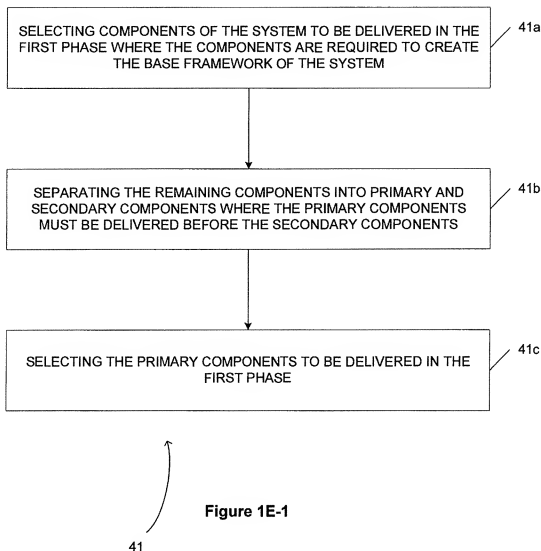 SELECTING COMPONENTS OF THE SYSTEM TO BE DELIVERED IN THE
FIRST PHASE WHERE THE COMPONENTS ARE REQUIRED TO CREATE
THE BASE FRAMEWORK OF THE SYSTEM
41a
SEPARATING THE REMAINING COMPONENTS INTO PRIMARY AND
SECONDARY COMPONENTS WHERE THE PRIMARY COMPONENTS
MUST BE DELIVERED BEFORE THE SECONDARY COMPONENTS
41b
SELECTING THE PRIMARY COMPONENTS TO BE DELIVERED IN THE
FIRST PHASE
41c
Figure 1E-1
41